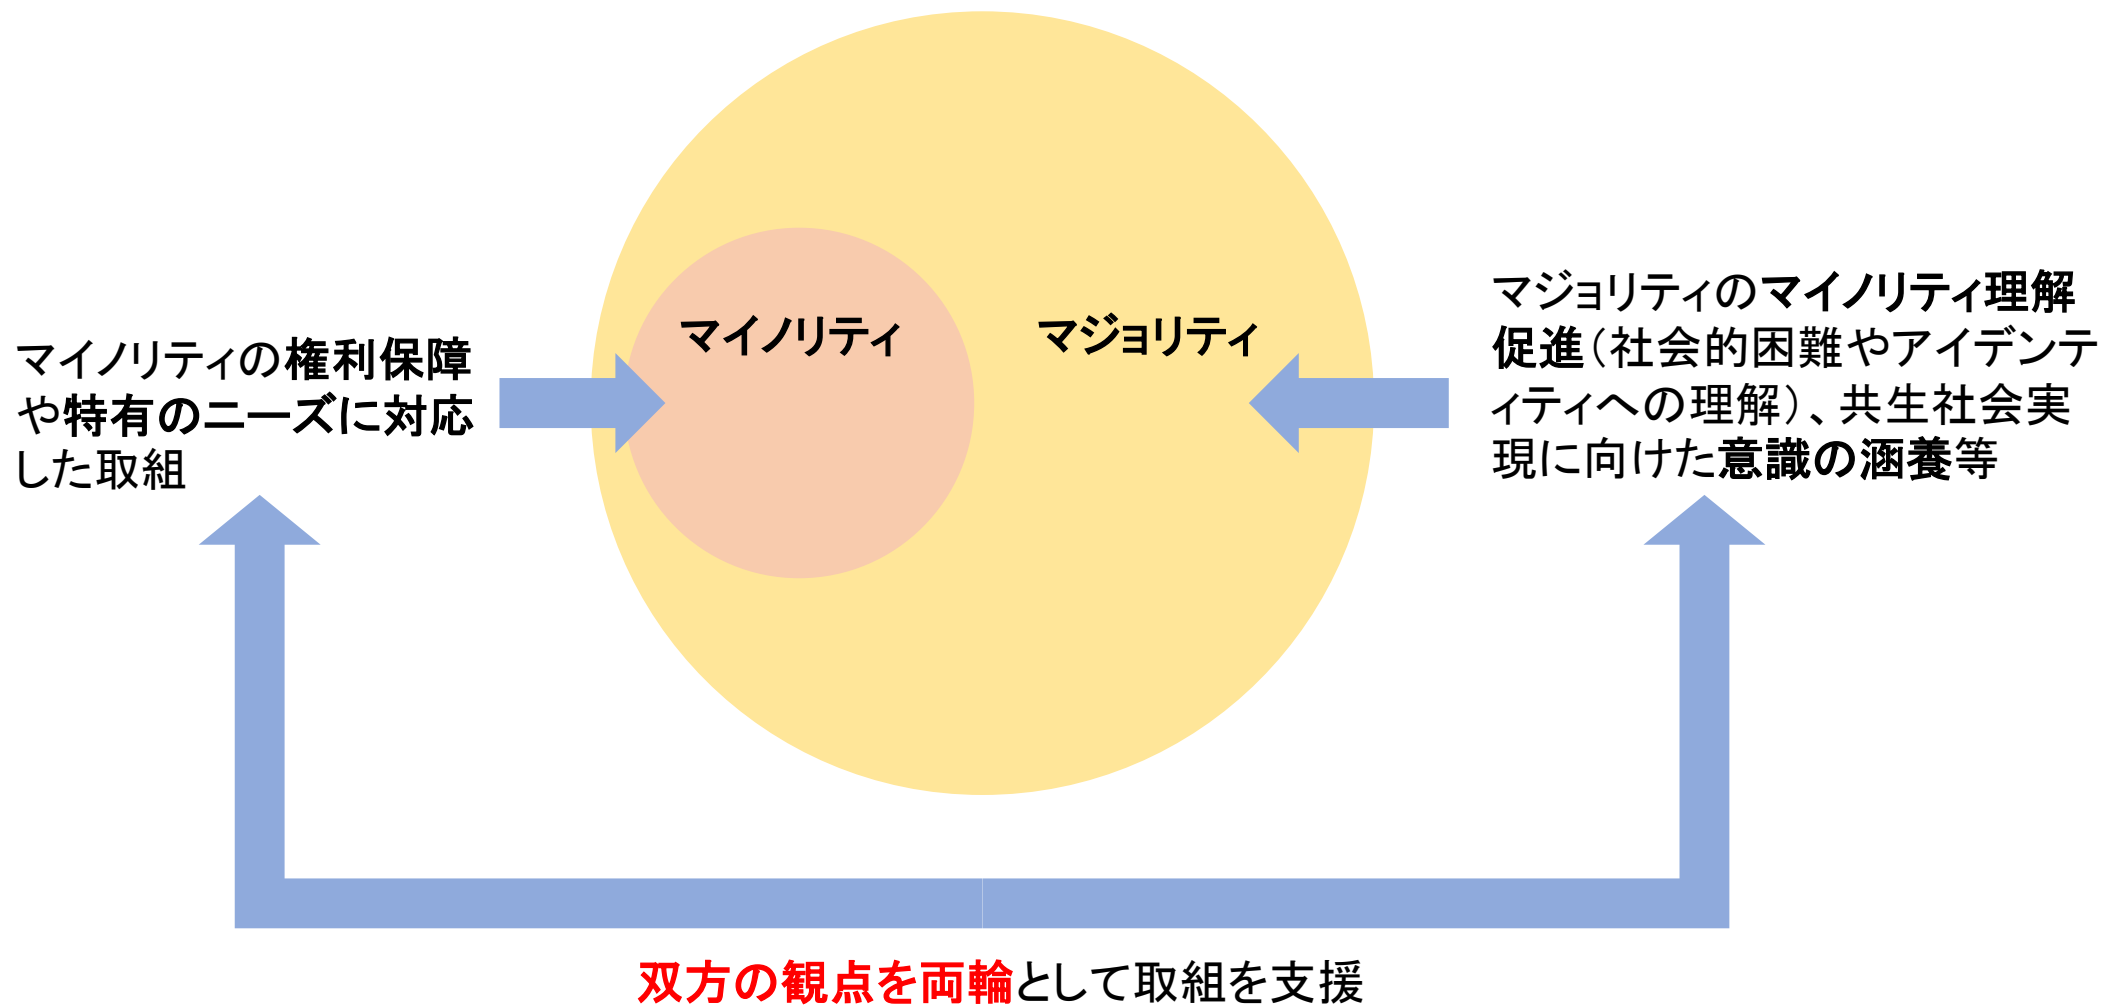 マイノリティ
マジョリティ
マイノリティの権利保障
や特有のニーズに対応
した取組
マジョリティのマイノリティ理解
促進（社会的困難やアイデンテ
ィティへの理解）、共生社会実
現に向けた意識の涵養等
双方の観点を両輪として取組を支援